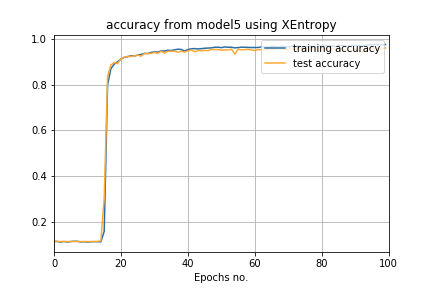 accuracy from model5 using XEntropy
1.0
training accuracy
test accuracy
0.8
0.6
0.4
0.2
0 20 40 60 80 100
Epochs no.